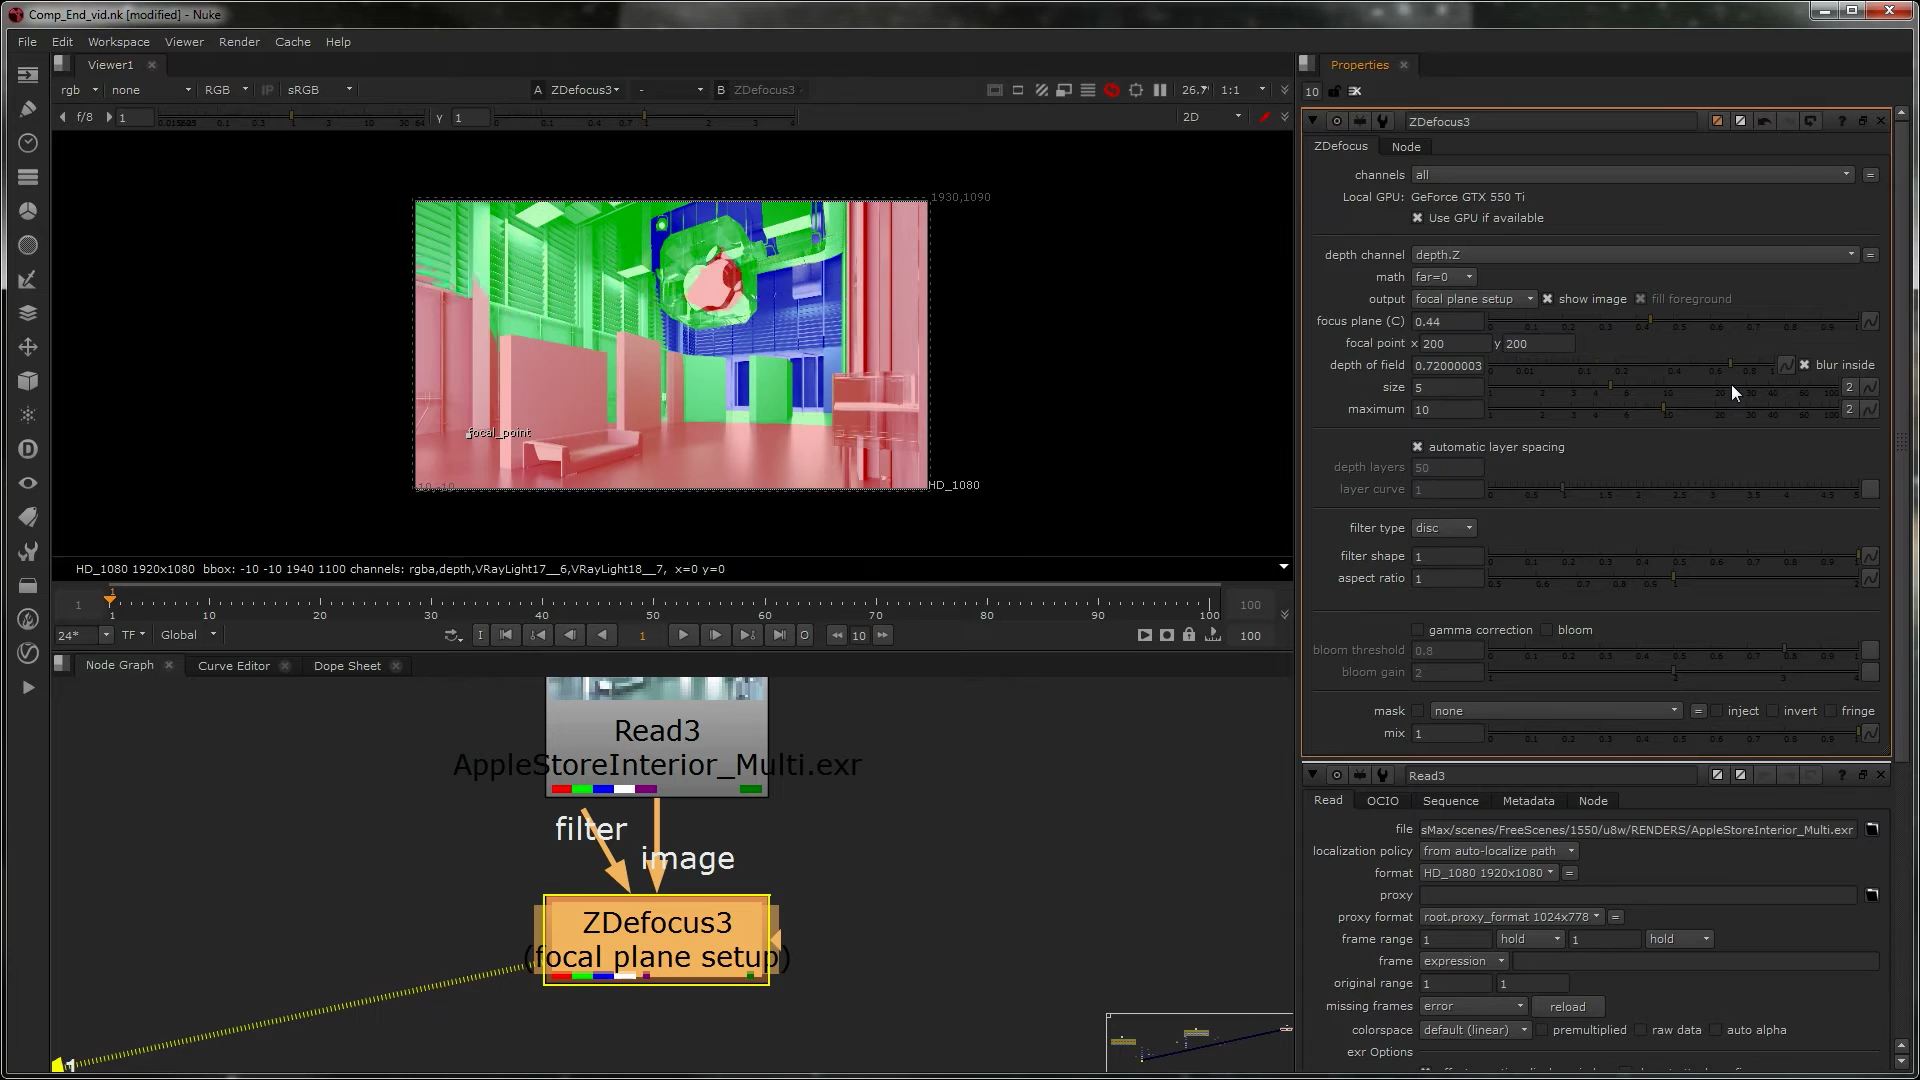 Comp_End_vid.nk [modified] - Nuke
File Edit Workspace Viewer Render Cache Help
Viewer1
rgb none RGB IP sRGB A ZDefocus3 - B ZDefocus3 26.7 1:1
f/8 1 y 1 2D
1930,1090
focal_point
HD_1080
HD_1080 1920x1080 bbox: -10 -10 1940 1100 channels: rgba,depth,VRayLight17__6,VRayLight18__7, x=0 y=0
1
1 1 10 20 30 40 50 60 70 80 90 100 100
24* TF Global I 1 O 10 100
Node Graph Curve Editor Dope Sheet
Read3
AppleStoreInterior_Multi.exr
filter
image
ZDefocus3
(focal plane setup)
1
Properties
10
ZDefocus3
ZDefocus Node
channels all =
Local GPU: GeForce GTX 550 Ti
Use GPU if available
depth channel depth.Z =
math far=0
output focal plane setup show image fill foreground
focus plane (C) 0.44
focal point x 200 y 200
depth of field 0.72000003 blur inside
size 5 2
maximum 10 2
automatic layer spacing
depth layers 50
layer curve 1
filter type disc
filter shape 1
aspect ratio 1
gamma correction bloom
bloom threshold 0.8
bloom gain 2
mask none = inject invert fringe
mix 1
Read3
Read OCIO Sequence Metadata Node
file sMax/scenes/FreeScenes/1550/u8w/RENDERS/AppleStoreInterior_Multi.exr
localization policy from auto-localize path
format HD_1080 1920x1080 =
proxy
proxy format root.proxy_format 1024x778 =
frame range 1 hold 1 hold
frame expression
original range 1 1
missing frames error reload
colorspace default (linear) premultiplied raw data auto alpha
exr Options